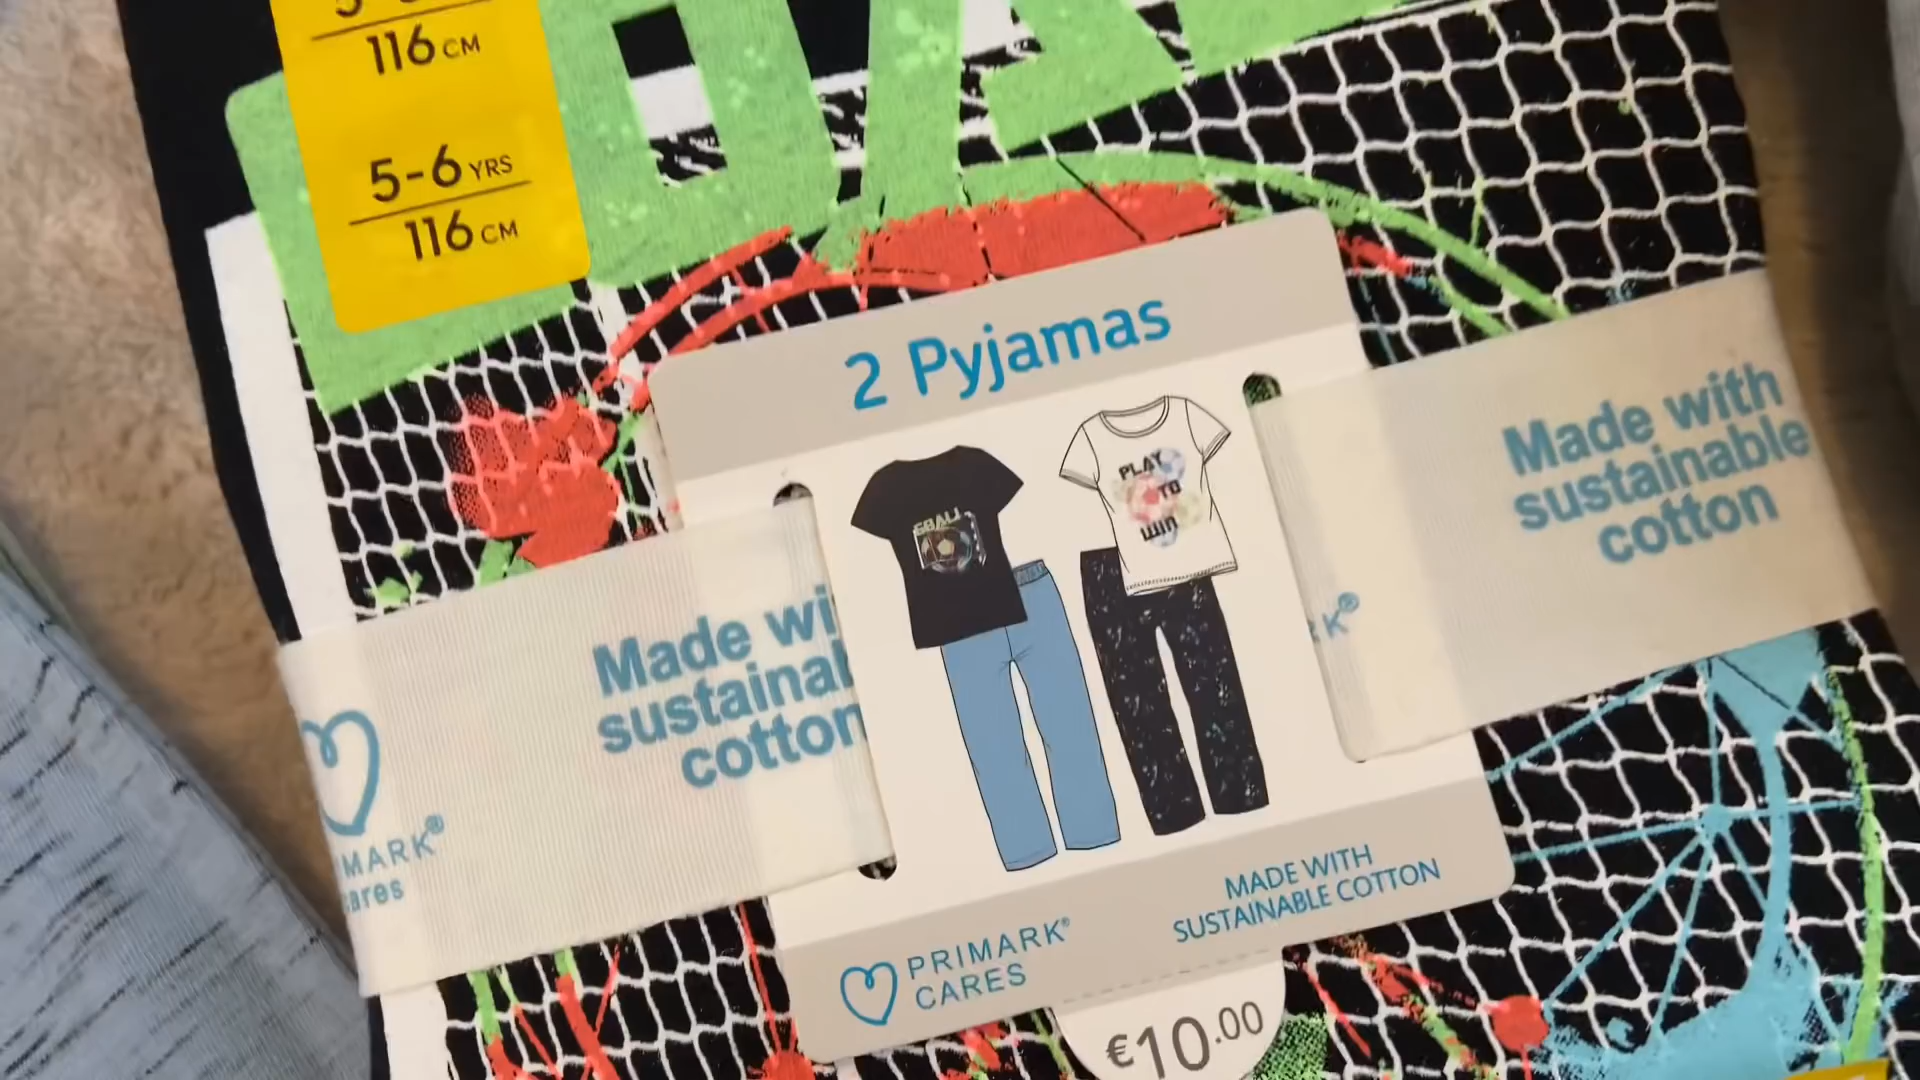 116 CM
5-6 YRS
116 CM
2 Pyjamas
PLAY
TO
WIN
Made with
sustainable
cotton
Made wi
sustainal
cotton
MARK®
cares
K®
MADE WITH
SUSTAINABLE COTTON
PRIMARK®
CARES
€10.00